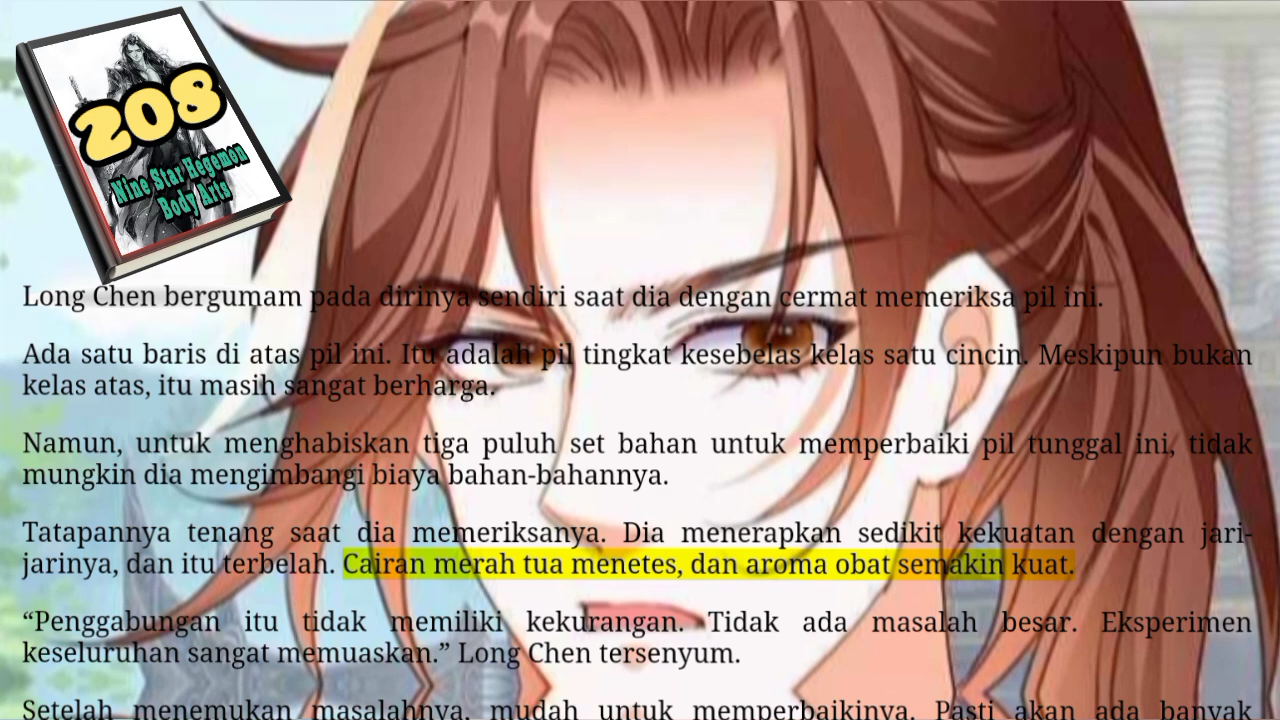 208
Nine Star Hegemon
Body Arts
Long Chen bergumam pada dirinya sendiri saat dia dengan cermat memeriksa pil ini.
Ada satu baris di atas pil ini. Itu adalah pil tingkat kesebelas kelas satu cincin. Meskipun bukan
kelas atas, itu masih sangat berharga.
Namun, untuk menghabiskan tiga puluh set bahan untuk memperbaiki pil tunggal ini, tidak
mungkin dia mengimbangi biaya bahan-bahannya.
Tatapannya tenang saat dia memeriksanya. Dia menerapkan sedikit kekuatan dengan jari-
jarinya, dan itu terbelah. Cairan merah tua menetes, dan aroma obat semakin kuat.
“Penggabungan itu tidak memiliki kekurangan. Tidak ada masalah besar. Eksperimen
keseluruhan sangat memuaskan.” Long Chen tersenyum.
Setelah menemukan masalahnya, mudah untuk memperbaikinya. Pasti akan ada banyak